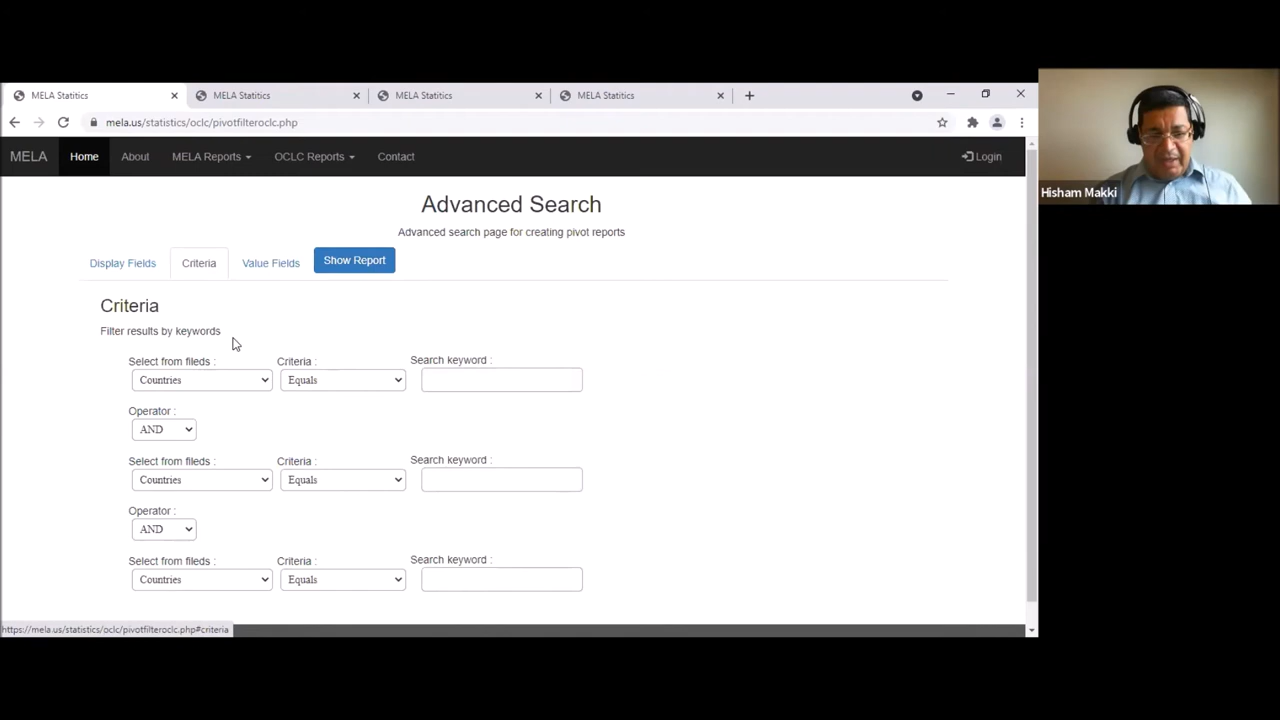 MELA Statitics
MELA Statitics
MELA Statitics
MELA Statitics
mela.us/statistics/oclc/pivotfilteroclc.php
MELA Home About MELA Reports OCLC Reports Contact Login
Hisham Makki
Advanced Search
Advanced search page for creating pivot reports
Display Fields Criteria Value Fields Show Report
Criteria
Filter results by keywords
Select from fileds : Criteria : Search keyword :
Countries Equals
Operator :
AND
Select from fileds : Criteria : Search keyword :
Countries Equals
Operator :
AND
Select from fileds : Criteria : Search keyword :
Countries Equals
https://mela.us/statistics/oclc/pivotfilteroclc.php#criteria